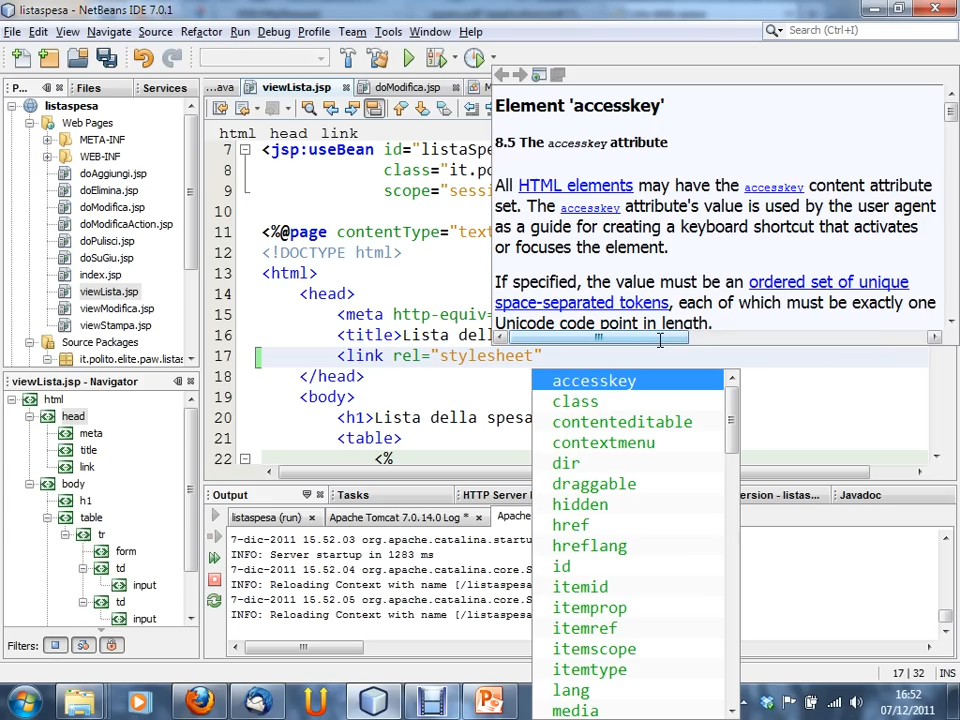 listaspesa - NetBeans IDE 7.0.1
File Edit View Navigate Source Refactor Run Debug Profile Team Tools Window Help
Search (Ctrl+I)
P... Files Services
listaspesa
Web Pages
META-INF
WEB-INF
doAggiungi.jsp
doElimina.jsp
doModifica.jsp
doModificaAction.jsp
doPulisci.jsp
doSuGiu.jsp
index.jsp
viewLista.jsp
viewModifica.jsp
viewStampa.jsp
Source Packages
it.polito.elite.paw.listas
viewLista.jsp - Navigator
html
head
meta
title
link
body
h1
table
tr
form
td
input
td
input
Filters:
...ava viewLista.jsp doModifica.jsp M
html head link
7 <jsp:useBean id="listaSpe
8 class="it.po
9 scope="sessi
10
11 <%@page contentType="text
12 <!DOCTYPE html>
13 <html>
14 <head>
15 <meta http-equiv=
16 <title>Lista dell
17 <link rel="stylesheet"
18 </head>
19 <body>
20 <h1>Lista della spesa
21 <table>
22 <%
Element 'accesskey'
8.5 The accesskey attribute
All HTML elements may have the accesskey content attribute
set. The accesskey attribute's value is used by the user agent
as a guide for creating a keyboard shortcut that activates
or focuses the element.
If specified, the value must be an ordered set of unique
space-separated tokens, each of which must be exactly one
Unicode code point in length.
accesskey
class
contenteditable
contextmenu
dir
draggable
hidden
href
hreflang
id
itemid
itemprop
itemref
itemscope
itemtype
lang
media
Output Tasks HTTP Server ersion - listas... Javadoc
listaspesa (run) Apache Tomcat 7.0.14.0 Log * Apache
7-dic-2011 15.52.03 org.apache.catalina.startu
INFO: Server startup in 1283 ms
7-dic-2011 15.52.04 org.apache.catalina.core.S
INFO: Reloading Context with name [/listaspese
7-dic-2011 15.52.05 org.apache.catalina.core.S
INFO: Reloading Context with name [/listaspese
17 | 32 INS
16:52
07/12/2011